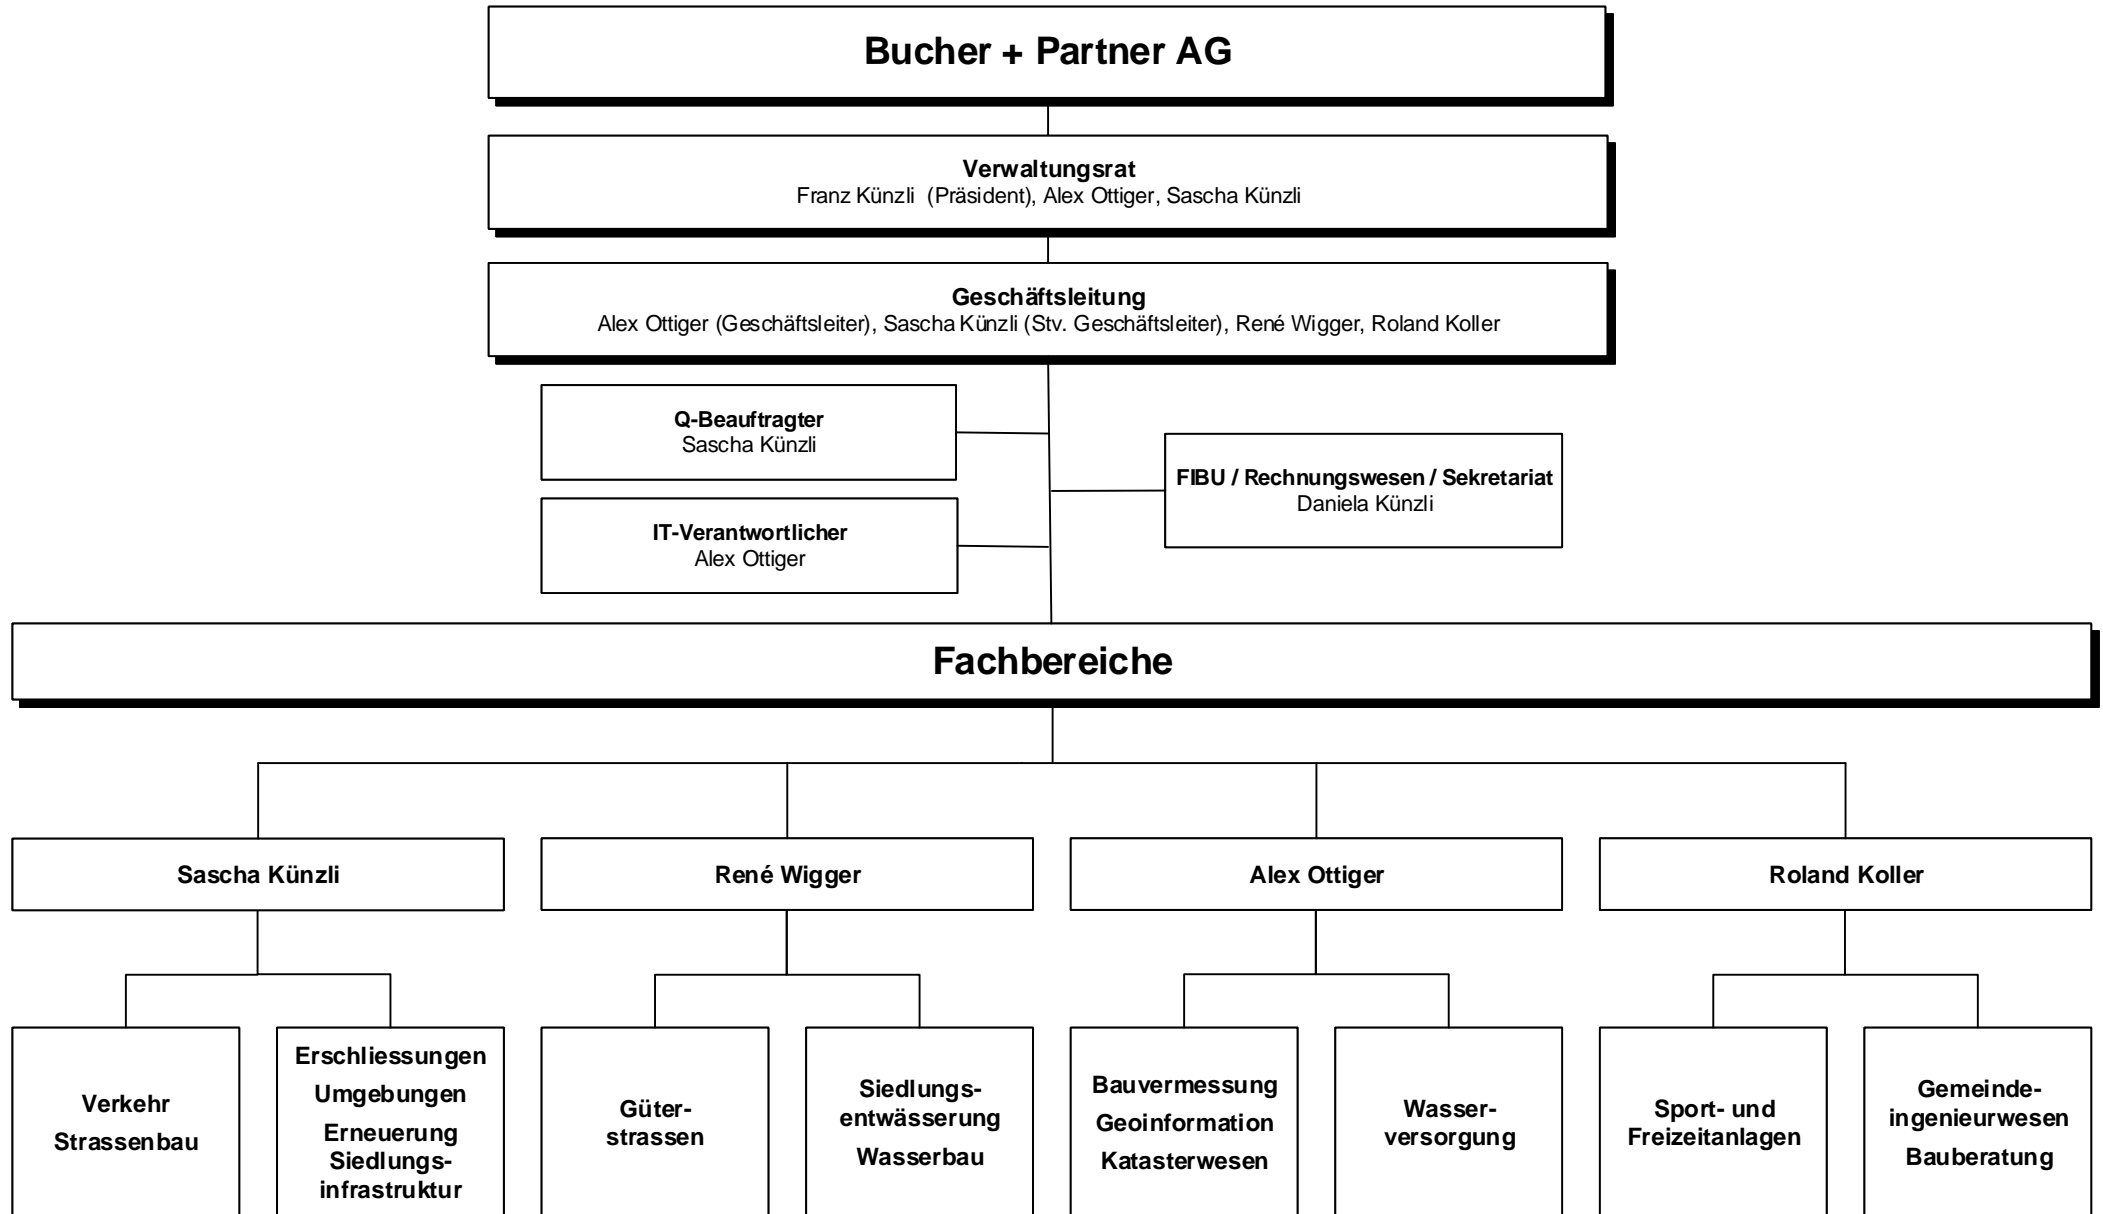 Bucher + Partner AG
Verwaltungsrat
Franz Künzli  (Präsident), Alex Ottiger, Sascha Künzli
Geschäftsleitung
Alex Ottiger (Geschäftsleiter), Sascha Künzli (Stv. Geschäftsleiter), René Wigger, Roland Koller
Q-Beauftragter
Sascha Künzli
FIBU / Rechnungswesen / Sekretariat
Daniela Künzli
IT-Verantwortlicher
Alex Ottiger
Fachbereiche
Sascha Künzli
René Wigger
Alex Ottiger
Roland Koller
Verkehr
Strassenbau
Erschliessungen
Umgebungen
Erneuerung
Siedlungs-
infrastruktur
Güter-
strassen
Siedlungs-
entwässerung
Wasserbau
Bauvermessung
Geoinformation
Katasterwesen
Wasser-
versorgung
Sport- und
Freizeitanlagen
Gemeinde-
ingenieurwesen
Bauberatung